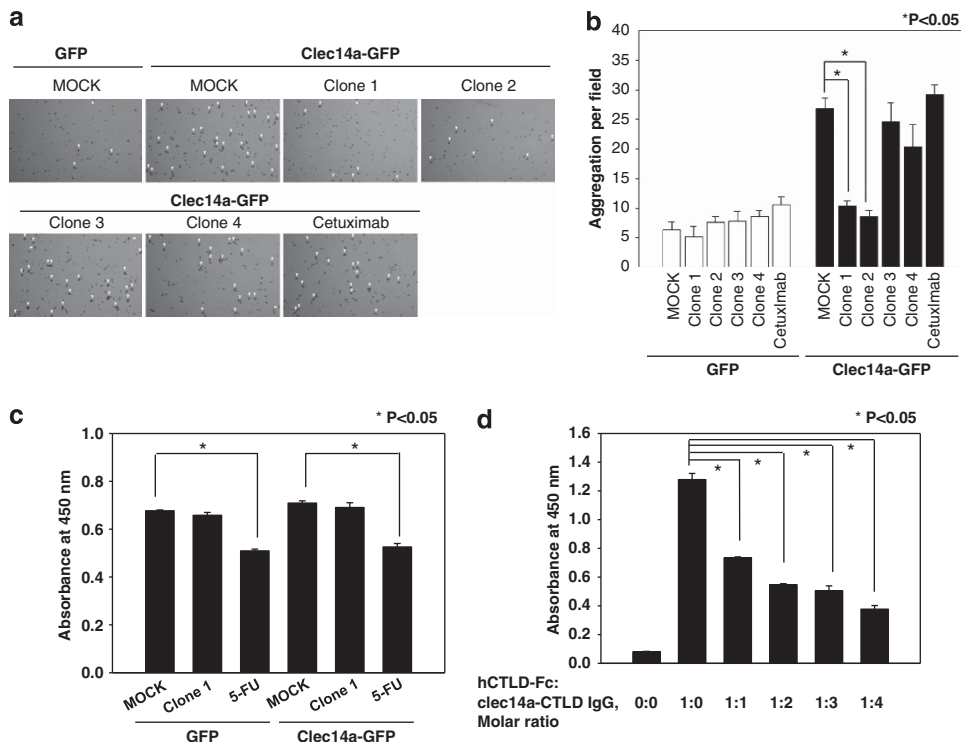 a
GFP
Clec14a-GFP
MOCK
MOCK
Clone 1
Clone 2
Clec14a-GFP
Clone 3
Clone 4
Cetuximab
b
*P<0.05
Aggregation per field
40
35
30
25
20
15
10
5
0
*
*
MOCK
Clone 1
Clone 2
Clone 3
Clone 4
Cetuximab
MOCK
Clone 1
Clone 2
Clone 3
Clone 4
Cetuximab
GFP
Clec14a-GFP
c
* P<0.05
Absorbance at 450 nm
1.0
0.8
0.6
0.4
0.2
0.0
*
*
MOCK
Clone 1
5-FU
MOCK
Clone 1
5-FU
GFP
Clec14a-GFP
d
* P<0.05
Absorbance at 450 nm
1.6
1.4
1.2
1.0
0.8
0.6
0.4
0.2
0.0
*
*
*
*
hCTLD-Fc:
clec14a-CTLD IgG, 0:0 1:0 1:1 1:2 1:3 1:4
Molar ratio